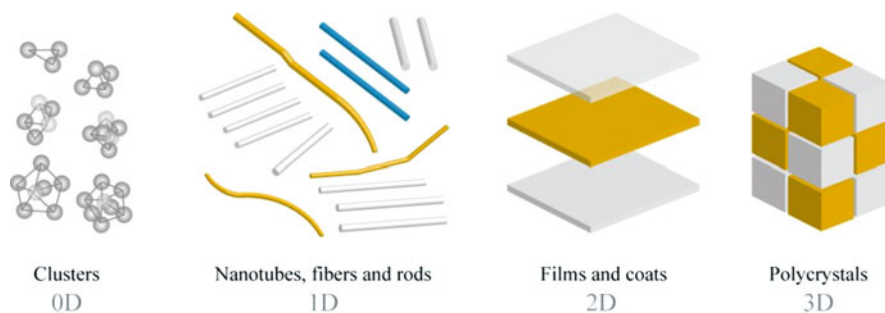 Clusters
0D
Nanotubes, fibers and rods
1D
Films and coats
2D
Polycrystals
3D